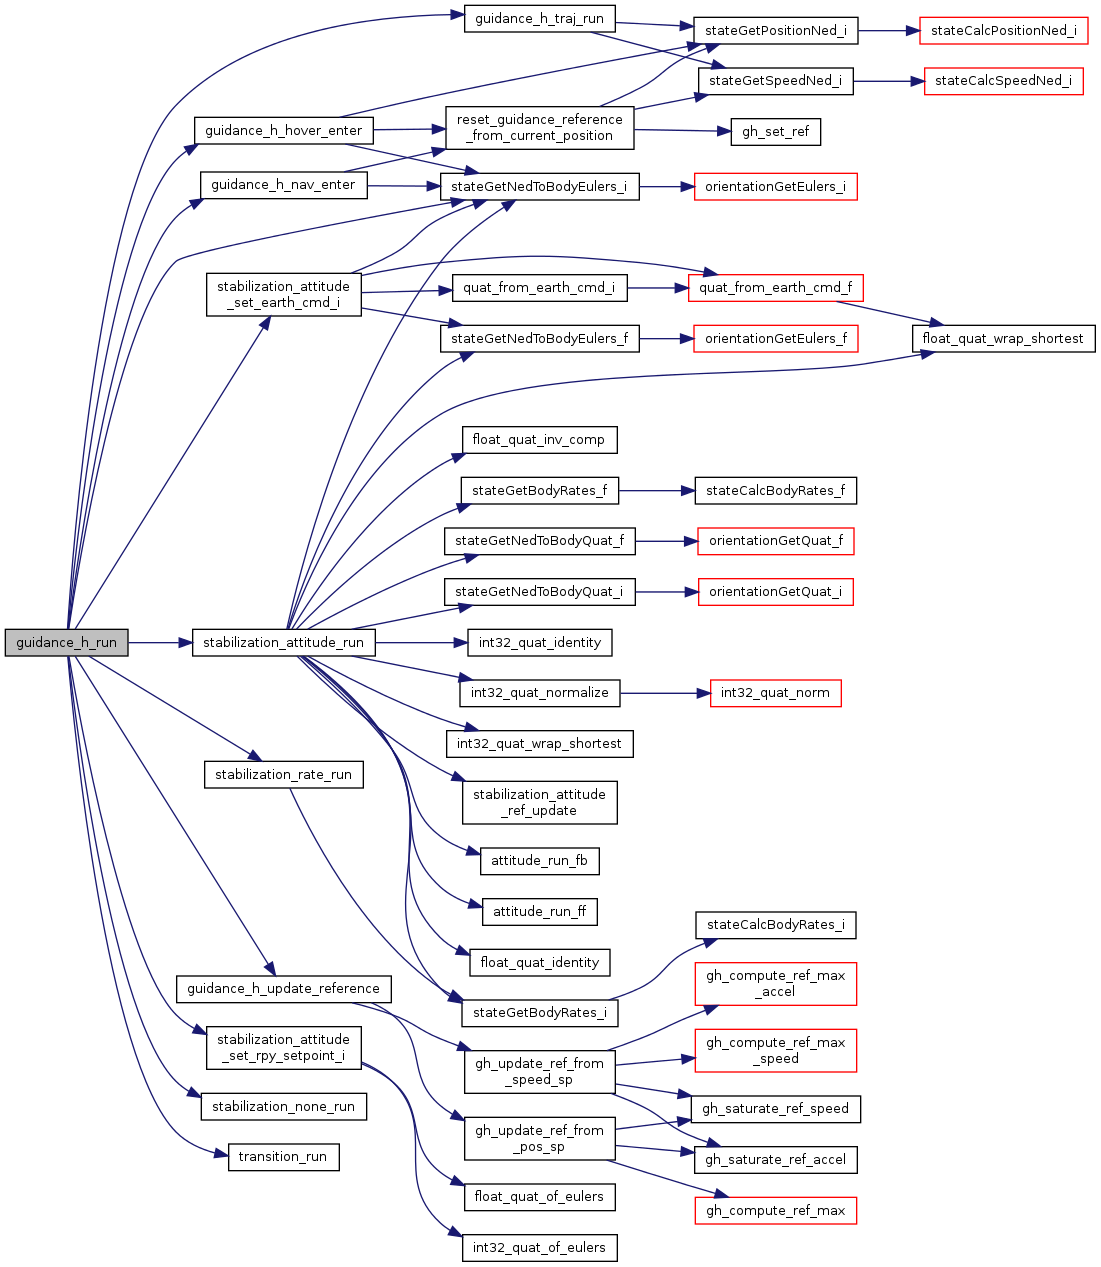 guidance_h_traj_run
stateGetPositionNed_i
stateCalcPositionNed_i
stateGetSpeedNed_i
stateCalcSpeedNed_i
guidance_h_hover_enter
reset_guidance_reference
_from_current_position
gh_set_ref
guidance_h_nav_enter
stateGetNedToBodyEulers_i
orientationGetEulers_i
stabilization_attitude
_set_earth_cmd_i
quat_from_earth_cmd_i
quat_from_earth_cmd_f
stateGetNedToBodyEulers_f
orientationGetEulers_f
float_quat_wrap_shortest
float_quat_inv_comp
stateGetBodyRates_f
stateCalcBodyRates_f
stateGetNedToBodyQuat_f
orientationGetQuat_f
stateGetNedToBodyQuat_i
orientationGetQuat_i
guidance_h_run
stabilization_attitude_run
int32_quat_identity
int32_quat_normalize
int32_quat_norm
int32_quat_wrap_shortest
stabilization_rate_run
stabilization_attitude
_ref_update
attitude_run_fb
attitude_run_ff
stateCalcBodyRates_i
float_quat_identity
guidance_h_update_reference
gh_compute_ref_max
_accel
stateGetBodyRates_i
stabilization_attitude
_set_rpy_setpoint_i
gh_update_ref_from
_speed_sp
gh_compute_ref_max
_speed
stabilization_none_run
gh_saturate_ref_speed
gh_update_ref_from
_pos_sp
transition_run
gh_saturate_ref_accel
float_quat_of_eulers
gh_compute_ref_max
int32_quat_of_eulers